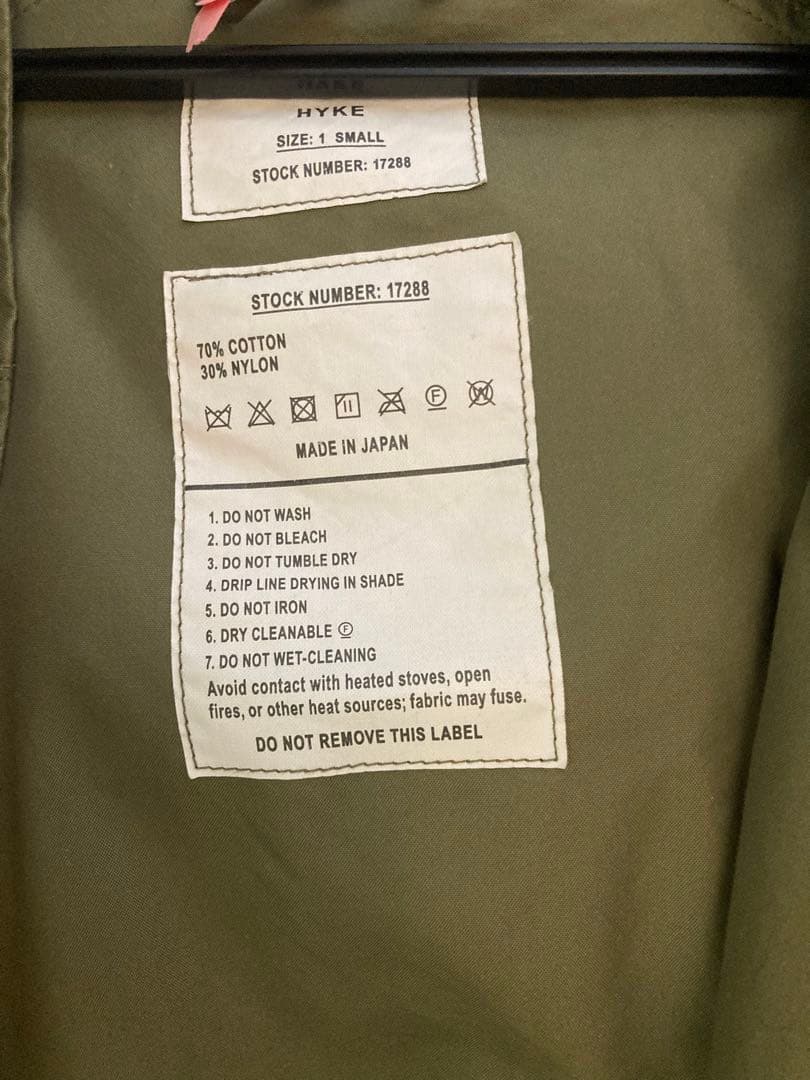 HYKE
SIZE: 1 SMALL
STOCK NUMBER: 17288
STOCK NUMBER: 17288
70% COTTON
30% NYLON
F W
MADE IN JAPAN
1. DO NOT WASH
2. DO NOT BLEACH
3. DO NOT TUMBLE DRY
4. DRIP LINE DRYING IN SHADE
5. DO NOT IRON
6. DRY CLEANABLE Ⓕ
7. DO NOT WET-CLEANING
Avoid contact with heated stoves, open
fires, or other heat sources; fabric may fuse.
DO NOT REMOVE THIS LABEL